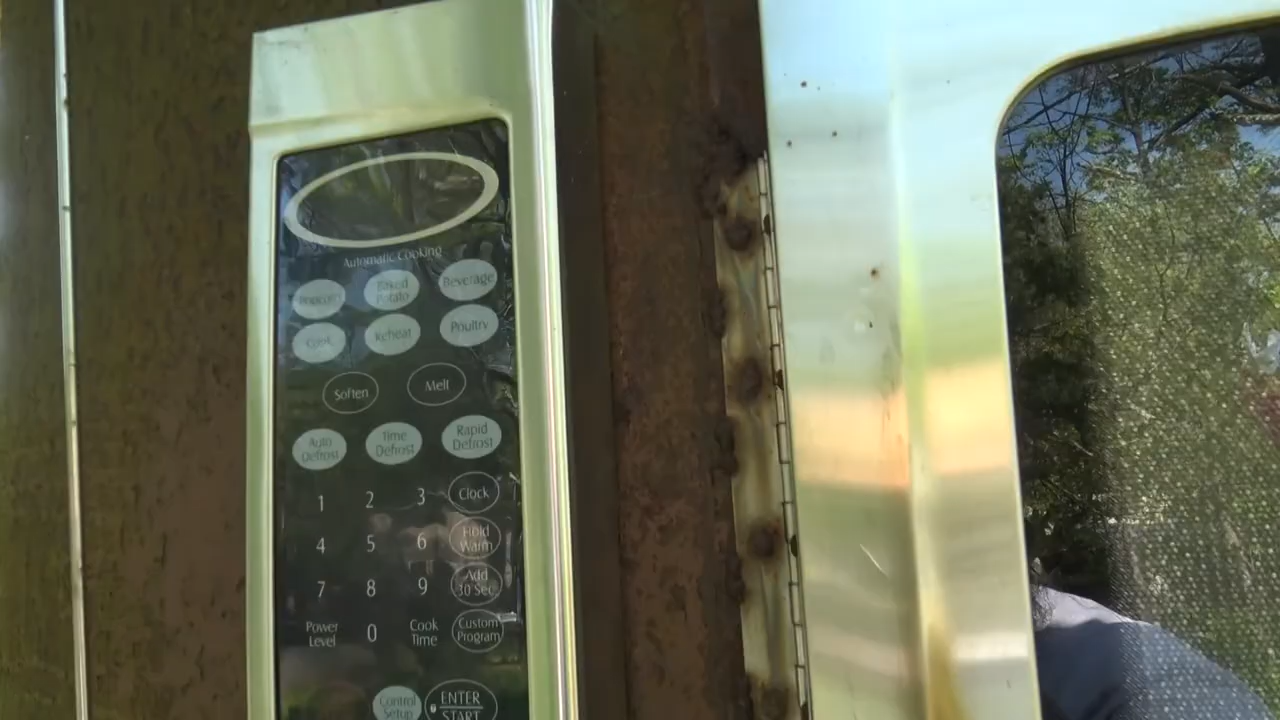 Automatic Cooking
Popcorn
Baked
Potato
Beverage
Cook
Reheat
Poultry
Soften
Melt
Auto
Defrost
Time
Defrost
Rapid
Defrost
1 2 3
Clock
4 5 6
Hold
Warm
7 8 9
Add
30 Sec
Power
Level
0
Cook
Time
Custom
Program
Control
Setup
ENTER
START